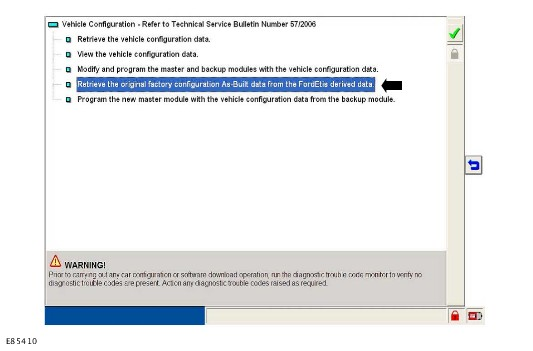 Vehicle Configuration - Refer to Technical Service Bulletin Number 57/2006
Retrieve the vehicle configuration data.
View the vehicle configuration data.
Modify and program the master and backup modules with the vehicle configuration data.
Retrieve the original factory configuration As-Built data from the FordEtis derived data.
Program the new master module with the vehicle configuration data from the backup module.
WARNING!
Prior to carrying out any car configuration or software download operation, run the diagnostic trouble code monitor to verify no
diagnostic trouble codes are present. Action any diagnostic trouble codes raised as required.
E85410